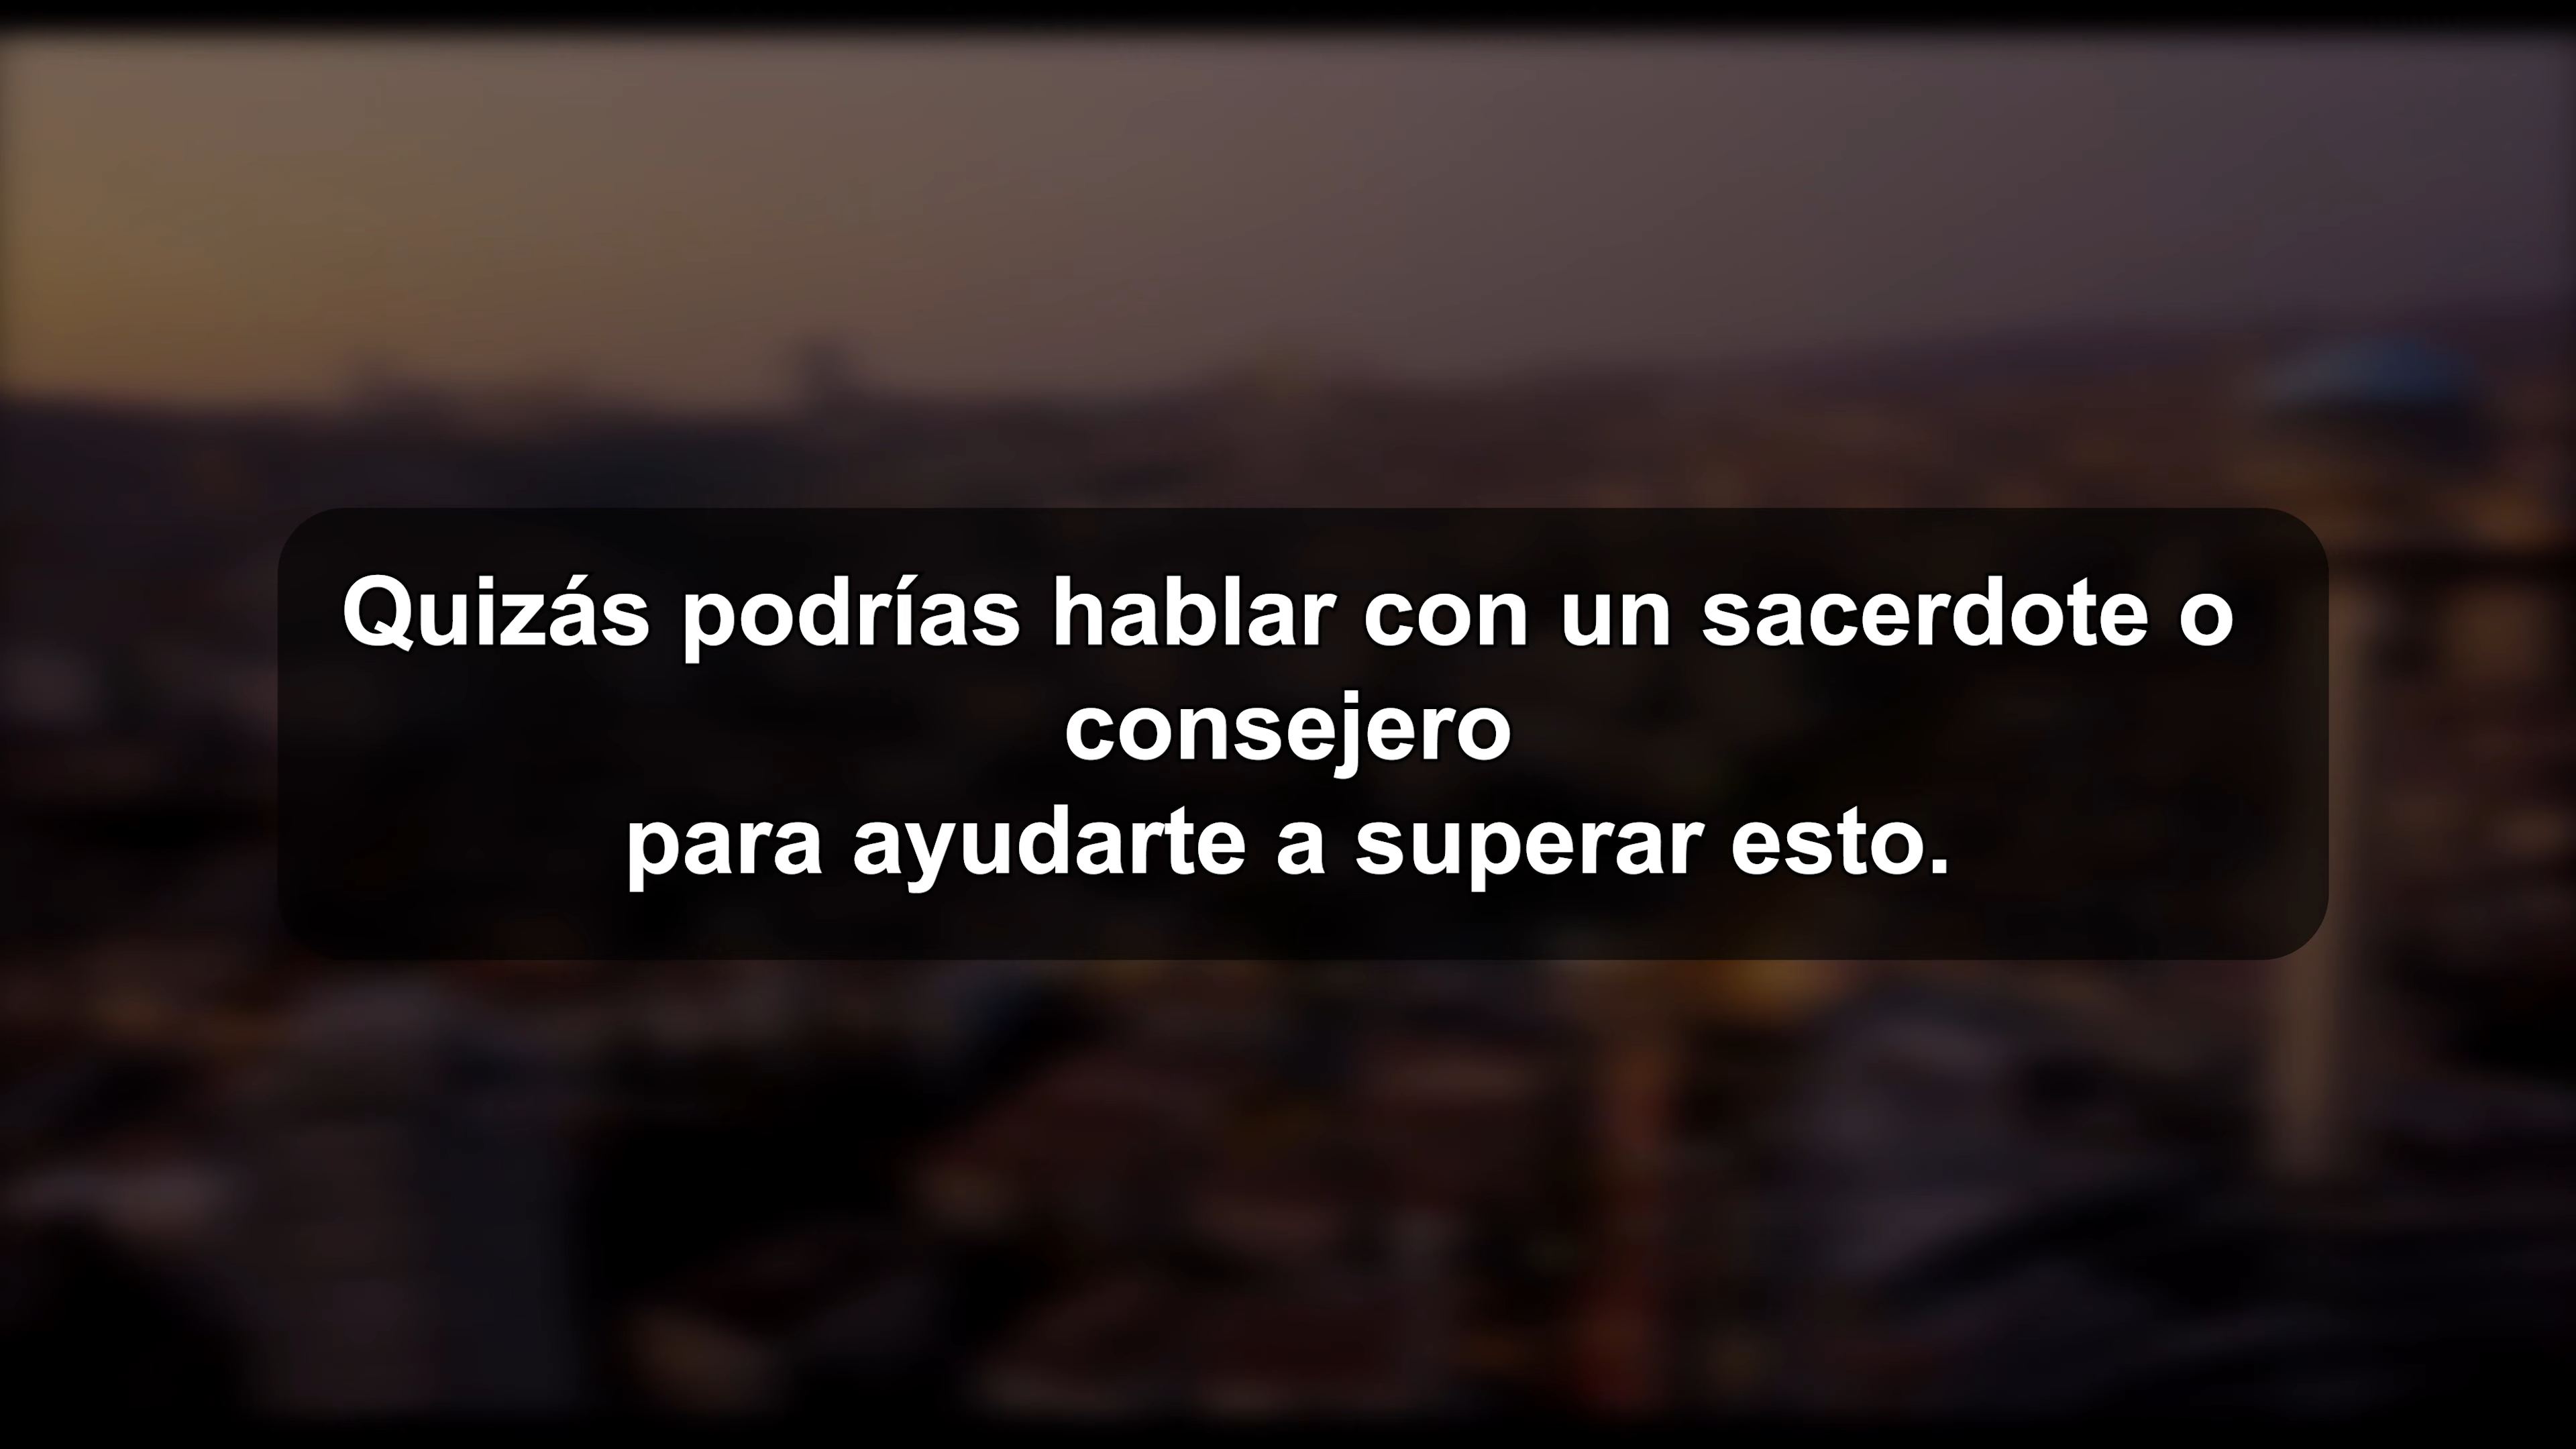 Quizás podrías hablar con un sacerdote o
consejero
para ayudarte a superar esto.